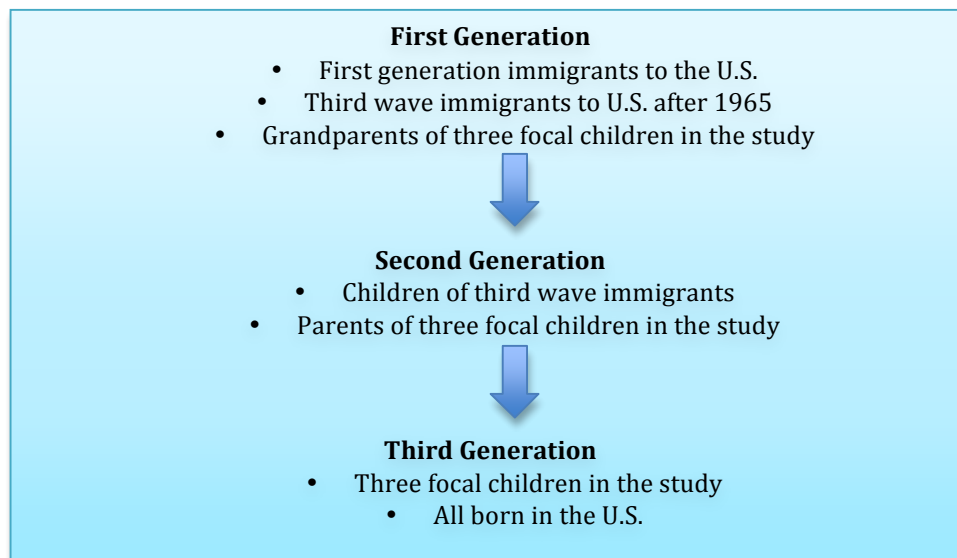 First Generation
• First generation immigrants to the U.S.
• Third wave immigrants to U.S. after 1965
• Grandparents of three focal children in the study
Second Generation
• Children of third wave immigrants
• Parents of three focal children in the study
Third Generation
• Three focal children in the study
• All born in the U.S.